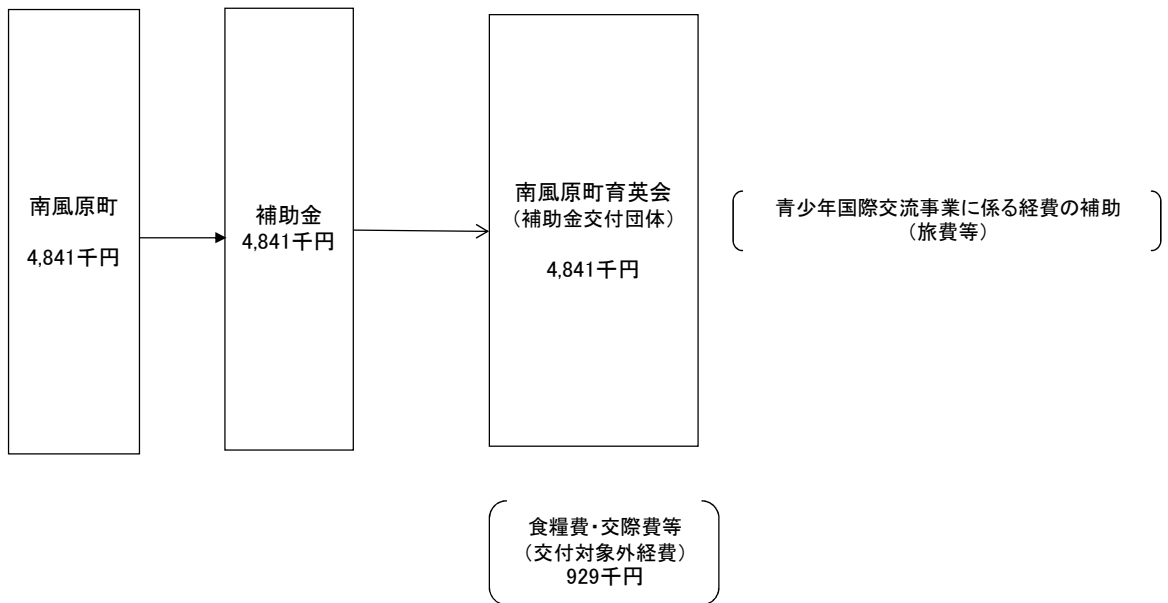 南風原町
4,841千円
補助金
4,841千円
南風原町育英会
（補助金交付団体）
4,841千円
青少年国際交流事業に係る経費の補助
（旅費等）
食糧費・交際費等
（交付対象外経費）
929千円